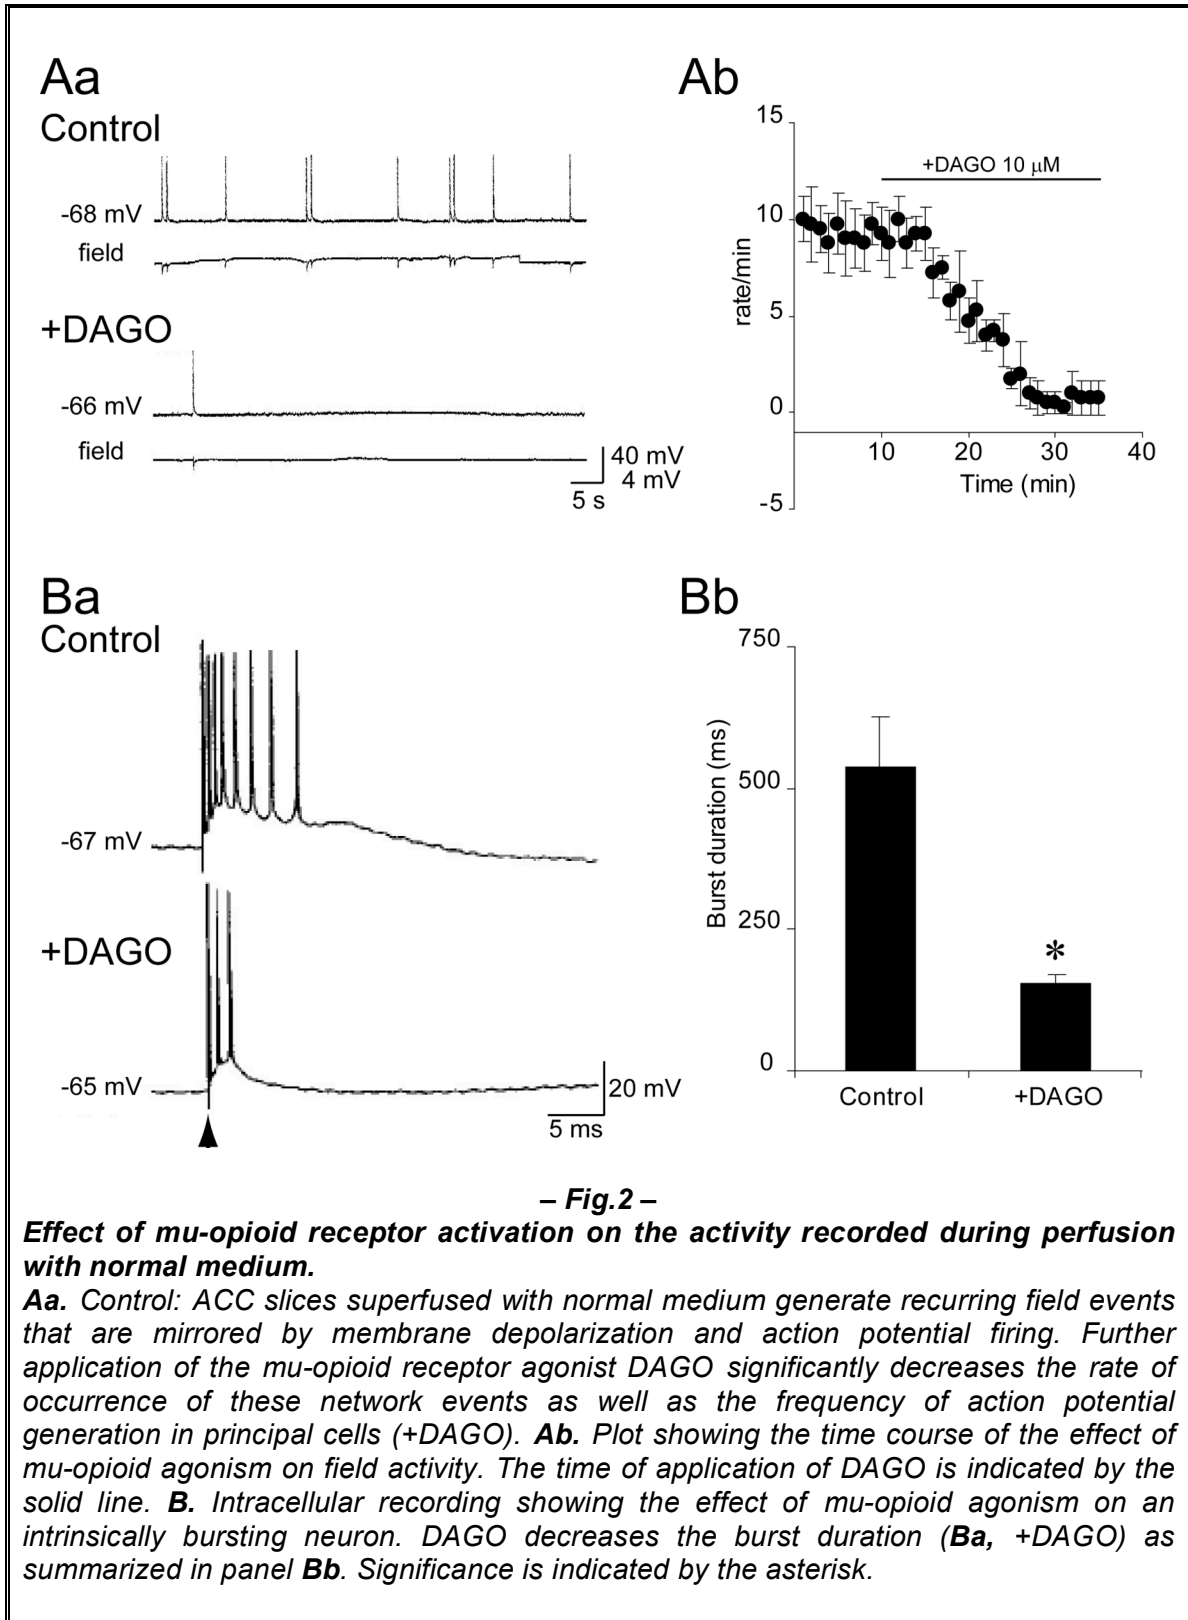 Aa
Control
-68 mV
field
+DAGO
-66 mV
field
40 mV
4 mV
5 s
Ab
15
+DAGO 10 μM
10
rate/min
5
0
10
20
30
40
Time (min)
-5
Ba
Control
-67 mV
+DAGO
-65 mV
20 mV
5 ms
Bb
750
Burst duration (ms)
500
250
*
0
Control
+DAGO
– Fig.2 –
Effect of mu-opioid receptor activation on the activity recorded during perfusion
with normal medium.
Aa. Control: ACC slices superfused with normal medium generate recurring field events
that are mirrored by membrane depolarization and action potential firing. Further
application of the mu-opioid receptor agonist DAGO significantly decreases the rate of
occurrence of these network events as well as the frequency of action potential
generation in principal cells (+DAGO). Ab. Plot showing the time course of the effect of
mu-opioid agonism on field activity. The time of application of DAGO is indicated by the
solid line. B. Intracellular recording showing the effect of mu-opioid agonism on an
intrinsically bursting neuron. DAGO decreases the burst duration (Ba, +DAGO) as
summarized in panel Bb. Significance is indicated by the asterisk.